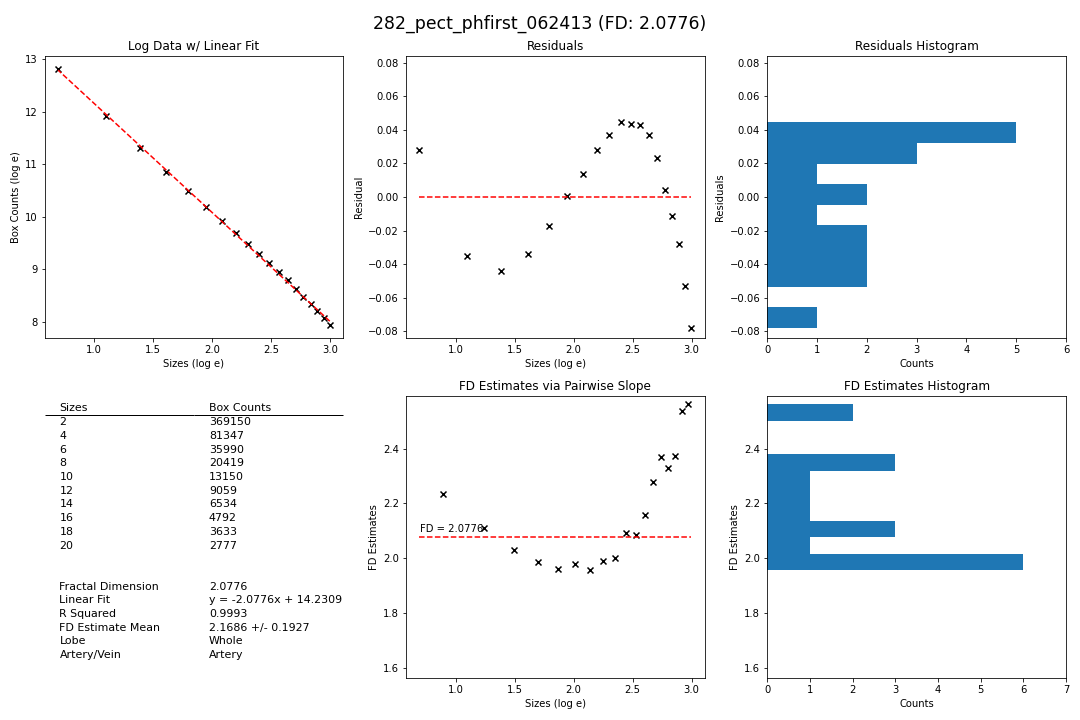 282_pect_phfirst_062413 (FD: 2.0776)
Log Data w/ Linear Fit
13
12
11
10
9
8
Box Counts (log e)
1.0 1.5 2.0 2.5 3.0
Sizes (log e)
Residuals
0.08
0.06
0.04
0.02
0.00
−0.02
−0.04
−0.06
−0.08
Residual
1.0 1.5 2.0 2.5 3.0
Sizes (log e)
Residuals Histogram
0.08
0.06
0.04
0.02
0.00
−0.02
−0.04
−0.06
−0.08
Residuals
0 1 2 3 4 5 6
Counts
Sizes Box Counts
2 369150
4 81347
6 35990
8 20419
10 13150
12 9059
14 6534
16 4792
18 3633
20 2777
Fractal Dimension 2.0776
Linear Fit y = -2.0776x + 14.2309
R Squared 0.9993
FD Estimate Mean 2.1686 +/- 0.1927
Lobe Whole
Artery/Vein Artery
FD Estimates via Pairwise Slope
2.4
2.2
2.0
1.8
1.6
FD Estimates
FD = 2.0776
1.0 1.5 2.0 2.5 3.0
Sizes (log e)
FD Estimates Histogram
2.4
2.2
2.0
1.8
1.6
FD Estimates
0 1 2 3 4 5 6 7
Counts